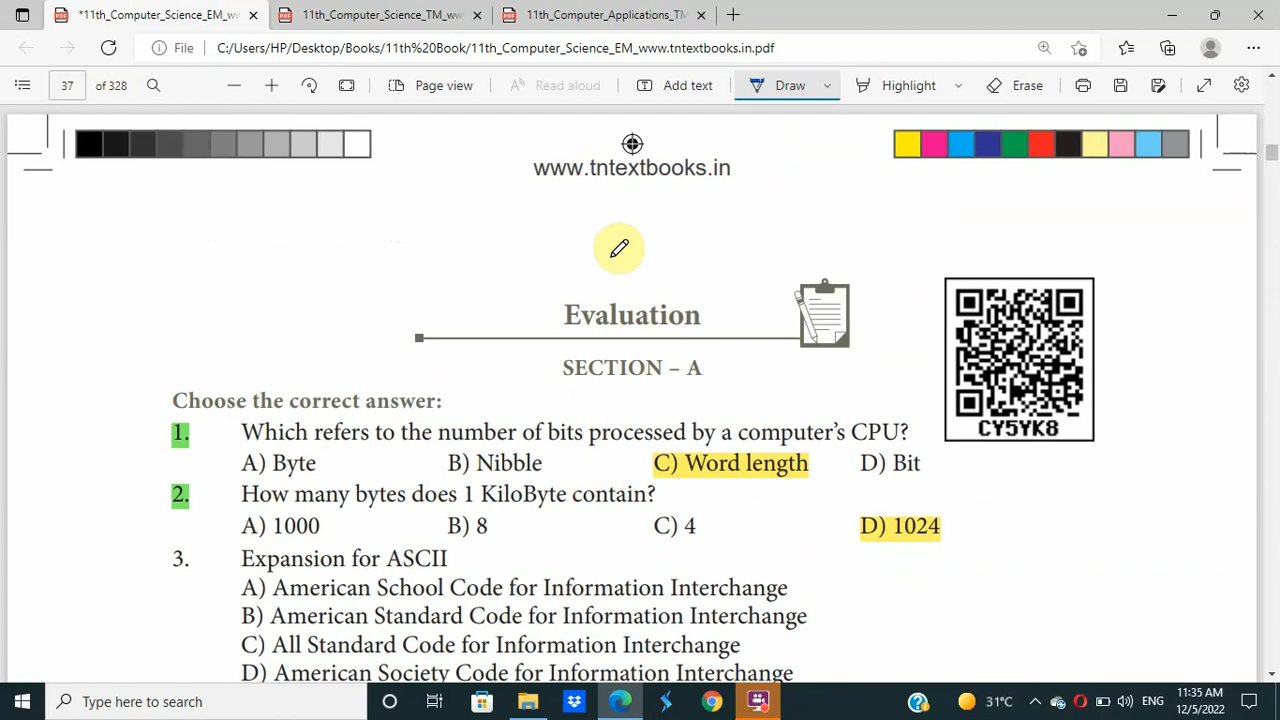 *11th_Computer_Science_EM_ww
11th_Computer_Science_TM_ww
11th_Computer_Applications_TM
File
C:/Users/HP/Desktop/Books/11th%20Book/11th_Computer_Science_EM_www.tntextbooks.in.pdf
37 of 328
Page view
Read aloud
Add text
Draw
Highlight
Erase
www.tntextbooks.in
Evaluation
SECTION – A
CY5YK8
Choose the correct answer:
1. Which refers to the number of bits processed by a computer’s CPU?
A) Byte B) Nibble C) Word length D) Bit
2. How many bytes does 1 KiloByte contain?
A) 1000 B) 8 C) 4 D) 1024
3. Expansion for ASCII
A) American School Code for Information Interchange
B) American Standard Code for Information Interchange
C) All Standard Code for Information Interchange
D) American Society Code for Information Interchange
Type here to search
31°C
ENG
11:35 AM
12/5/2022